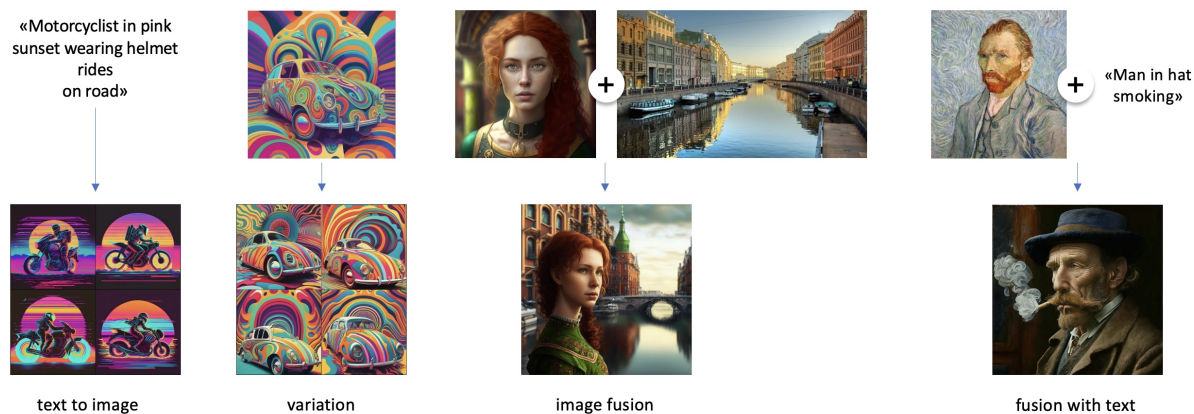 «Motorcyclist in pink
sunset wearing helmet
rides
on road»
+
+
«Man in hat
smoking»
text to image
variation
image fusion
fusion with text